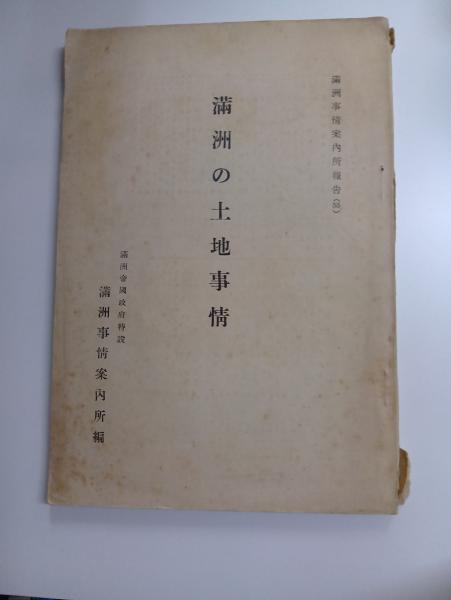 滿洲事情案內所報告
滿洲の土地事情
滿洲帝國政府特設
滿洲事情案內所編